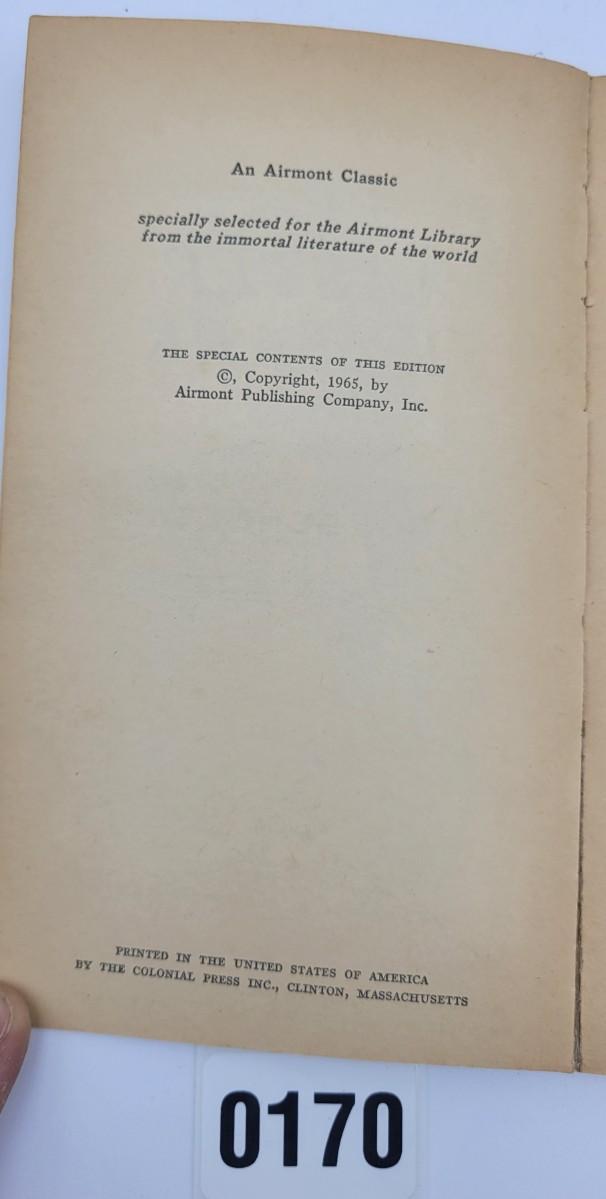 An Airmont Classic
specially selected for the Airmont Library
from the immortal literature of the world
THE SPECIAL CONTENTS OF THIS EDITION
©, Copyright, 1965, by
Airmont Publishing Company, Inc.
PRINTED IN THE UNITED STATES OF AMERICA
BY THE COLONIAL PRESS INC., CLINTON, MASSACHUSETTS
0170